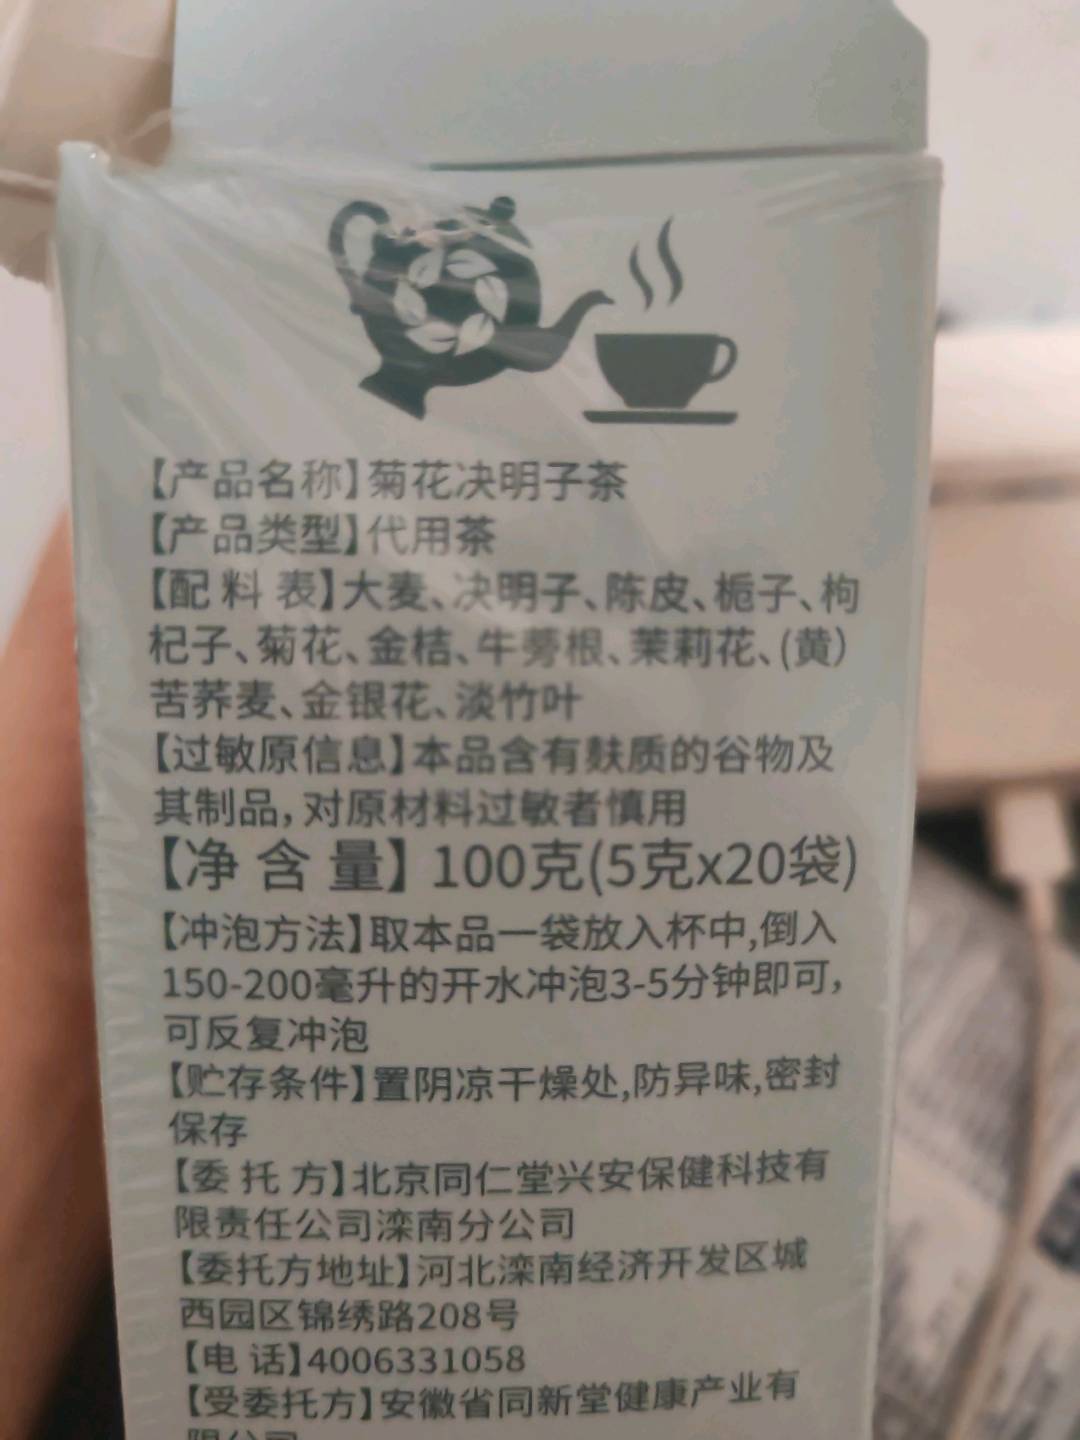 【产品名称】菊花决明子茶
【产品类型】代用茶
【配 料 表】大麦、决明子、陈皮、栀子、枸
杞子、菊花、金桔、牛蒡根、茉莉花、(黄)
苦荞麦、金银花、淡竹叶
【过敏原信息】本品含有麸质的谷物及
其制品，对原材料过敏者慎用
【净 含 量】100克(5克x20袋)
【冲泡方法】取本品一袋放入杯中,倒入
150-200毫升的开水冲泡3-5分钟即可，
可反复冲泡
【贮存条件】置阴凉干燥处,防异味,密封
保存
【委 托 方】北京同仁堂兴安保健科技有
限责任公司滦南分公司
【委托方地址】河北滦南经济开发区城
西园区锦绣路208号
【电 话】4006331058
【受委托方】安徽省同新堂健康产业有
限公司